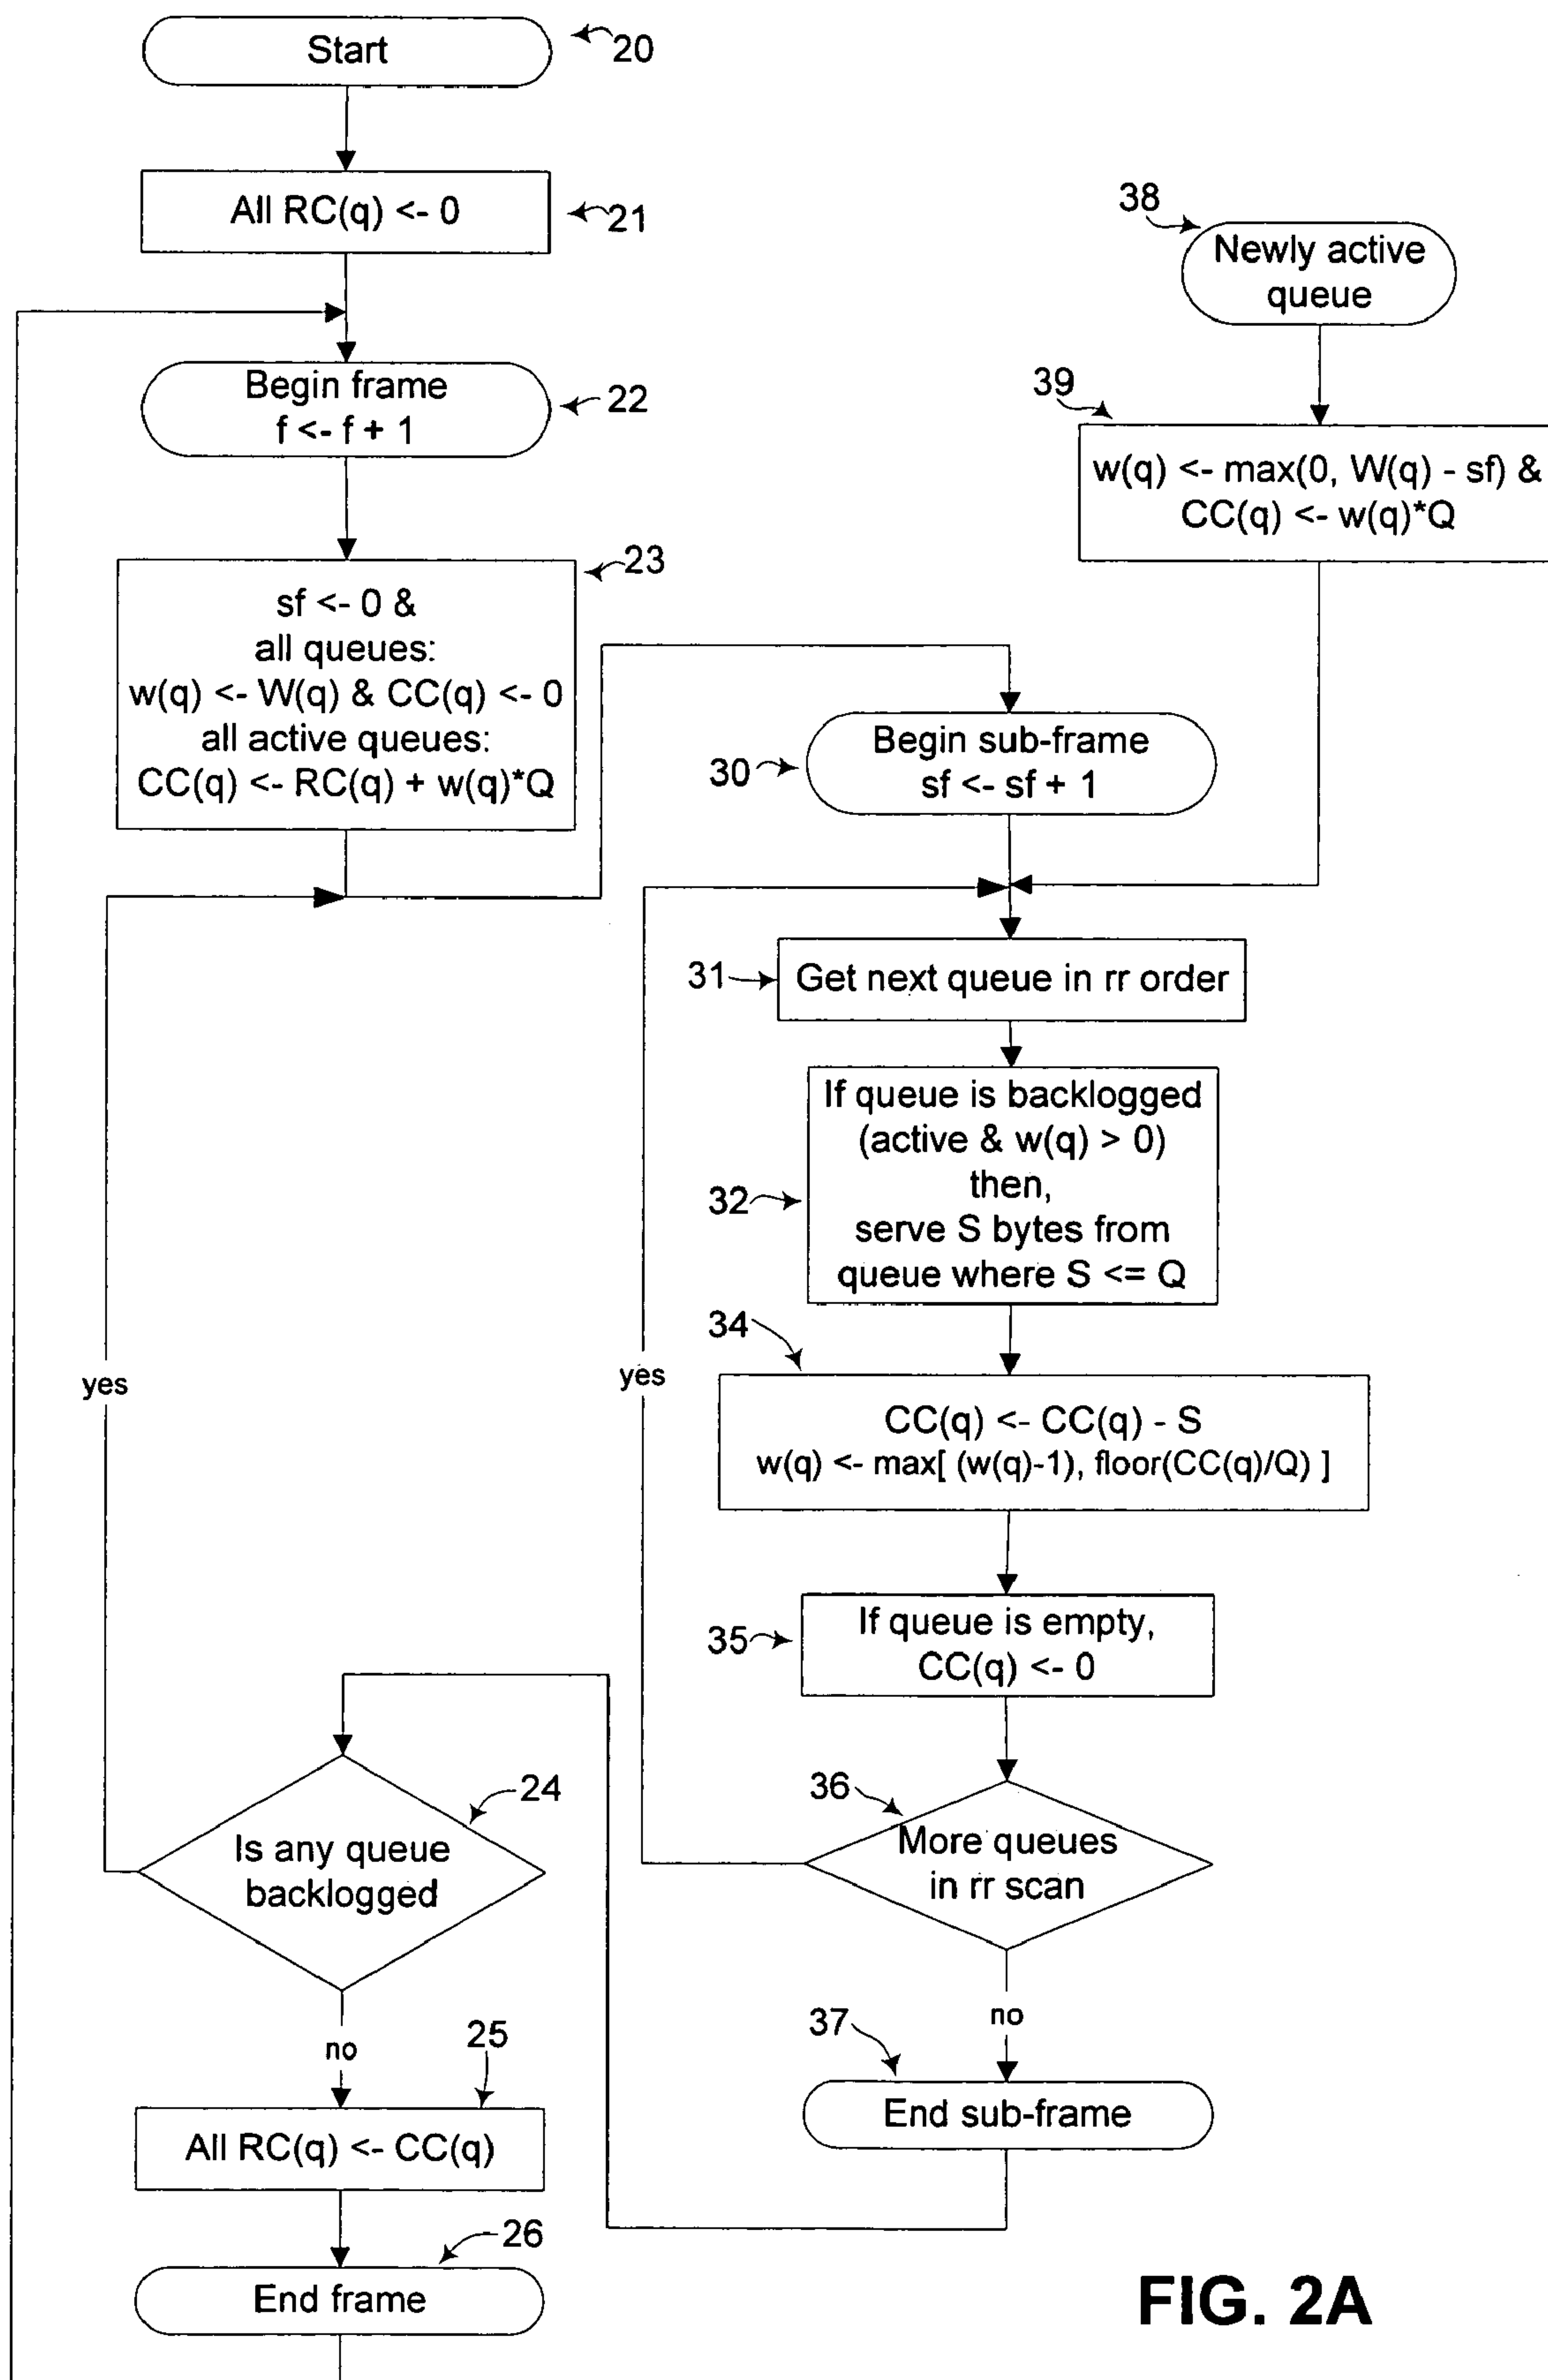 Start
20
All RC(q) <- 0
21
Begin frame
f <- f + 1
22
23
sf <- 0 &
all queues:
w(q) <- W(q) & CC(q) <- 0
all active queues:
CC(q) <- RC(q) + w(q)*Q
38
Newly active
queue
39
w(q) <- max(0, W(q) - sf) &
CC(q) <- w(q)*Q
Begin sub-frame
sf <- sf + 1
30
31
Get next queue in rr order
If queue is backlogged
(active & w(q) > 0)
then,
serve S bytes from
queue where S <= Q
32
34
CC(q) <- CC(q) - S
w(q) <- max[ (w(q)-1), floor(CC(q)/Q) ]
yes
yes
35
If queue is empty,
CC(q) <- 0
36
More queues
in rr scan
no
37
End sub-frame
24
Is any queue
backlogged
no
25
All RC(q) <- CC(q)
26
End frame
FIG. 2A